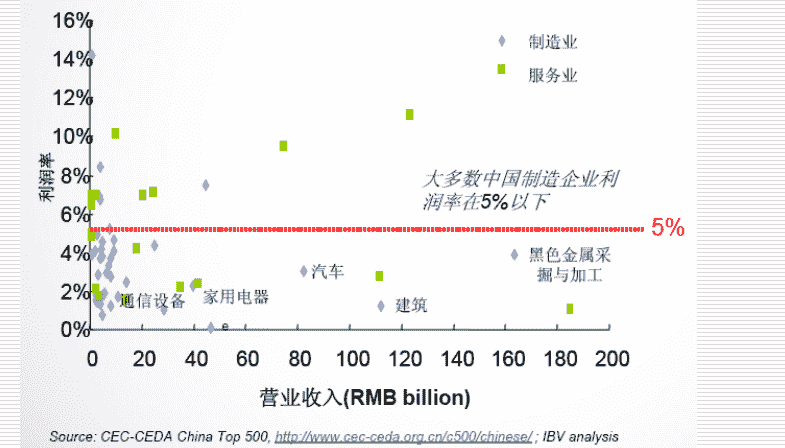 16%
14%
12%
10%
8%
6%
4%
2%
0%
利润率
制造业
服务业
大多数中国制造企业利
润率在5%以下
5%
黑色金属采
掘与加工
汽车
通信设备
家用电器
建筑
e
0 20 40 60 80 100 120 140 160 180 200
营业收入(RMB billion)
Source: CEC-CEDA China Top 500, http://www.cec-ceda.org.cn/c500/chinese/ ; IBV analysis